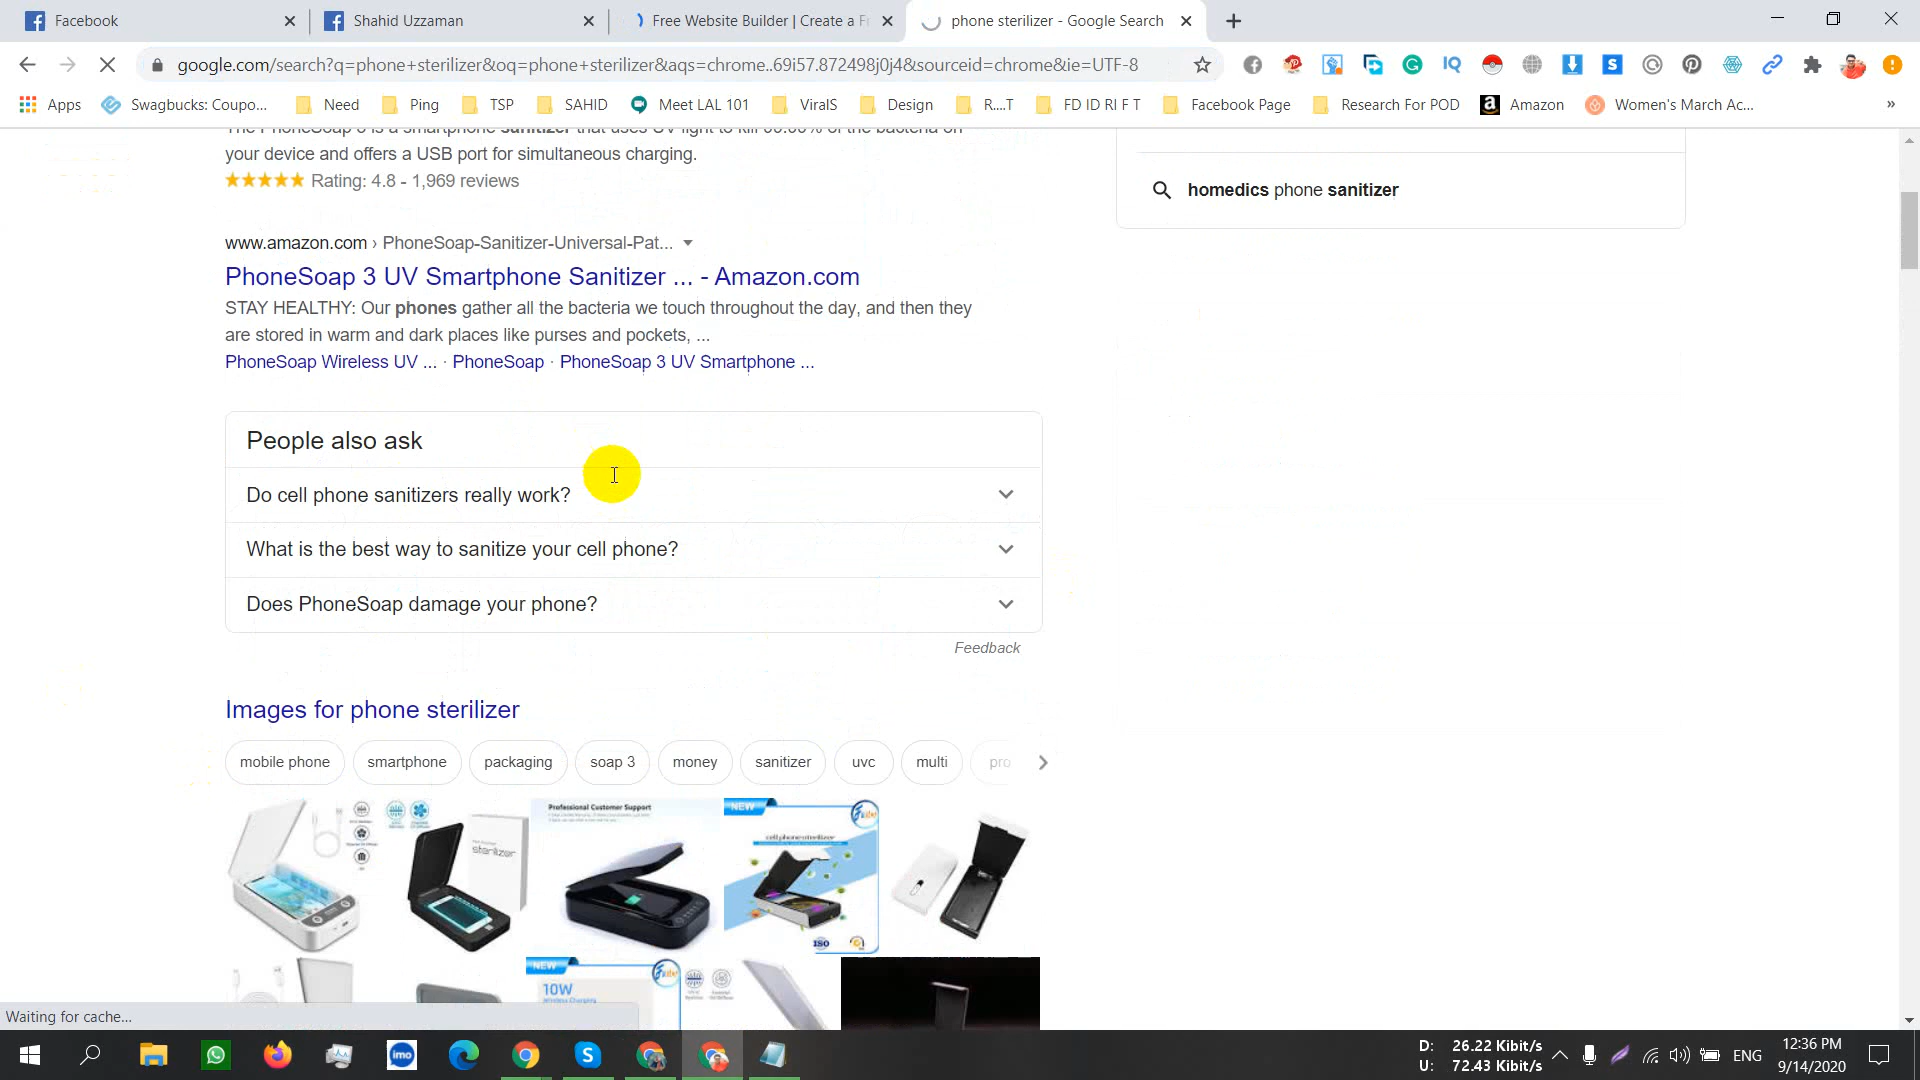 Facebook
Shahid Uzzaman
Free Website Builder | Create a Fr
phone sterilizer - Google Search
google.com/search?q=phone+sterilizer&oq=phone+sterilizer&aqs=chrome..69i57.872498j0j4&sourceid=chrome&ie=UTF-8
Apps
Swagbucks: Coupo...
Need
Ping
TSP
SAHID
Meet LAL 101
ViralS
Design
R....T
FD ID RI F T
Facebook Page
Research For POD
Amazon
Women's March Ac...
»
The PhoneSoap 3 is a smartphone sanitizer that uses UV light to kill 99.99% of the bacteria on
your device and offers a USB port for simultaneous charging.
Rating: 4.8 - 1,969 reviews
homedics phone sanitizer
www.amazon.com › PhoneSoap-Sanitizer-Universal-Pat...
PhoneSoap 3 UV Smartphone Sanitizer ... - Amazon.com
STAY HEALTHY: Our phones gather all the bacteria we touch throughout the day, and then they
are stored in warm and dark places like purses and pockets, ...
PhoneSoap Wireless UV ... · PhoneSoap · PhoneSoap 3 UV Smartphone ...
People also ask
Do cell phone sanitizers really work?
What is the best way to sanitize your cell phone?
Does PhoneSoap damage your phone?
Feedback
Images for phone sterilizer
mobile phone
smartphone
packaging
soap 3
money
sanitizer
uvc
multi
pro
sterilizer
Professional Customer Support
NEW
cell phone sterilizer
ISO
NEW
10W
Wireless Charging
Waiting for cache...
imo
D: 26.22 Kibit/s
U: 72.43 Kibit/s
ENG
12:36 PM
9/14/2020